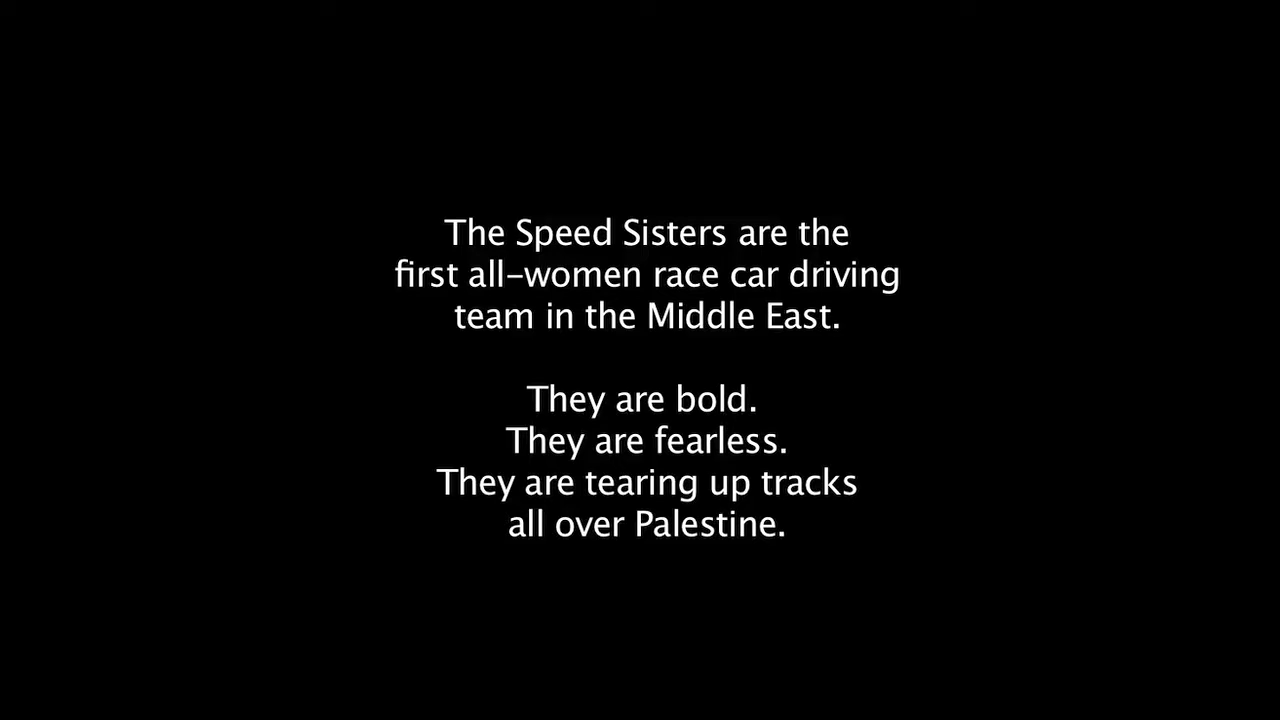 The Speed Sisters are the
first all-women race car driving
team in the Middle East.
They are bold.
They are fearless.
They are tearing up tracks
all over Palestine.